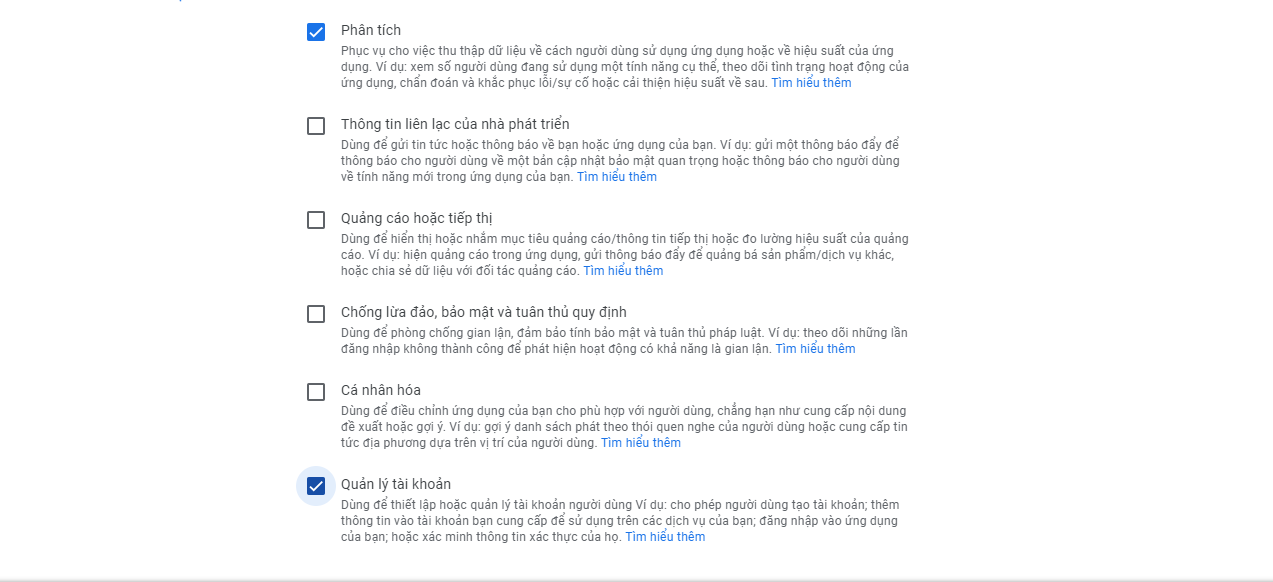 Phân tích
Phục vụ cho việc thu thập dữ liệu về cách người dùng sử dụng ứng dụng hoặc về hiệu suất của ứng
dụng. Ví dụ: xem số người dùng đang sử dụng một tính năng cụ thể, theo dõi tình trạng hoạt động của
ứng dụng, chẩn đoán và khắc phục lỗi/sự cố hoặc cải thiện hiệu suất về sau. Tìm hiểu thêm
Thông tin liên lạc của nhà phát triển
Dùng để gửi tin tức hoặc thông báo về bạn hoặc ứng dụng của bạn. Ví dụ: gửi một thông báo đẩy để
thông báo cho người dùng về một bản cập nhật bảo mật quan trọng hoặc thông báo cho người dùng
về tính năng mới trong ứng dụng của bạn. Tìm hiểu thêm
Quảng cáo hoặc tiếp thị
Dùng để hiển thị hoặc nhắm mục tiêu quảng cáo/thông tin tiếp thị hoặc đo lường hiệu suất của quảng
cáo. Ví dụ: hiện quảng cáo trong ứng dụng, gửi thông báo đẩy để quảng bá sản phẩm/dịch vụ khác,
hoặc chia sẻ dữ liệu với đối tác quảng cáo. Tìm hiểu thêm
Chống lừa đảo, bảo mật và tuân thủ quy định
Dùng để phòng chống gian lận, đảm bảo tính bảo mật và tuân thủ pháp luật. Ví dụ: theo dõi những lần
đăng nhập không thành công để phát hiện hoạt động có khả năng là gian lận. Tìm hiểu thêm
Cá nhân hóa
Dùng để điều chỉnh ứng dụng của bạn cho phù hợp với người dùng, chẳng hạn như cung cấp nội dung
đề xuất hoặc gợi ý. Ví dụ: gợi ý danh sách phát theo thói quen nghe của người dùng hoặc cung cấp tin
tức địa phương dựa trên vị trí của người dùng. Tìm hiểu thêm
Quản lý tài khoản
Dùng để thiết lập hoặc quản lý tài khoản người dùng Ví dụ: cho phép người dùng tạo tài khoản; thêm
thông tin vào tài khoản bạn cung cấp để sử dụng trên các dịch vụ của bạn; đăng nhập vào ứng dụng
của bạn; hoặc xác minh thông tin xác thực của họ. Tìm hiểu thêm